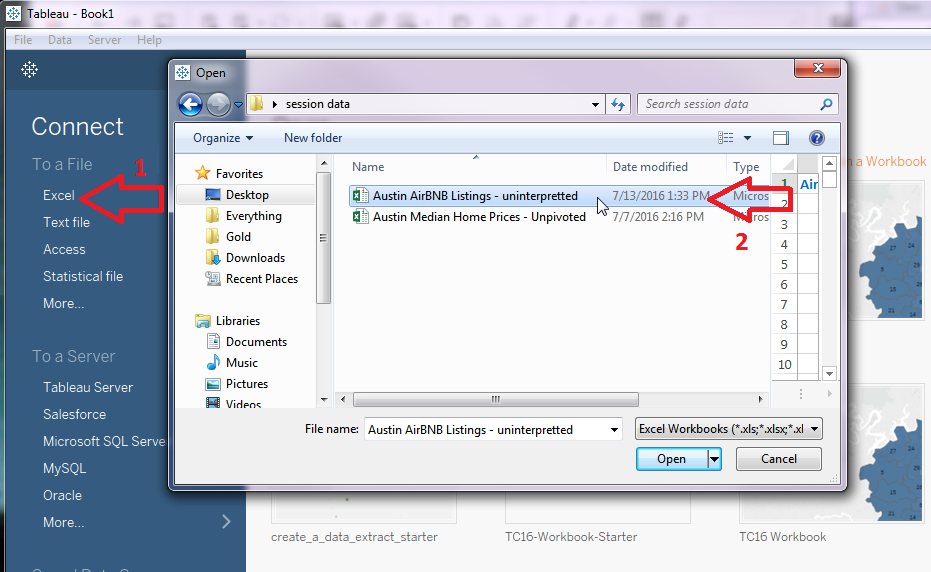 Tableau - Book1
File Data Server Help
Open
session data
Search session data
Organize
New folder
Connect
To a File
Excel
Text file
Access
Statistical file
More...
To a Server
Tableau Server
Salesforce
Microsoft SQL Serve
MySQL
Oracle
More...
1
Favorites
Desktop
Everything
Gold
Downloads
Recent Places
Libraries
Documents
Music
Pictures
Videos
Name Date modified Type
Austin AirBNB Listings - uninterpretted 7/13/2016 1:33 PM Micros
Austin Median Home Prices - Unpivoted 7/7/2016 2:16 PM Micros
2
1 Air
2
3
4
5
6
7
8
9
10
n a Workbook
File name: Austin AirBNB Listings - uninterpretted
Excel Workbooks (*.xls;*.xlsx;*.xl
Open
Cancel
create_a_data_extract_starter
TC16-Workbook-Starter
TC16 Workbook